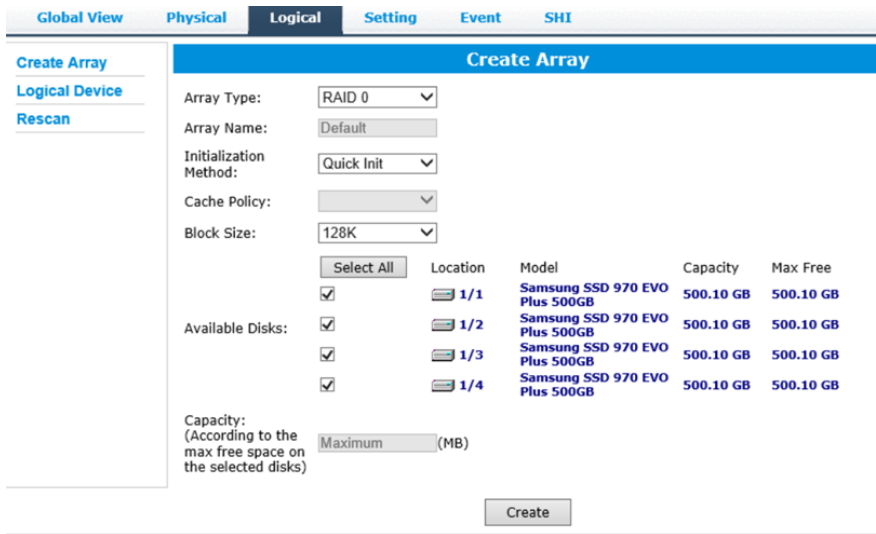 Global View Physical Logical Setting Event SHI
Create Array
Logical Device
Rescan
Create Array
Array Type: RAID 0
Array Name: Default
Initialization
Method: Quick Init
Cache Policy:
Block Size: 128K
Select All Location Model Capacity Max Free
1/1 Samsung SSD 970 EVO
Plus 500GB 500.10 GB 500.10 GB
Available Disks:
1/2 Samsung SSD 970 EVO
Plus 500GB 500.10 GB 500.10 GB
1/3 Samsung SSD 970 EVO
Plus 500GB 500.10 GB 500.10 GB
1/4 Samsung SSD 970 EVO
Plus 500GB 500.10 GB 500.10 GB
Capacity:
(According to the
max free space on
the selected disks) Maximum (MB)
Create